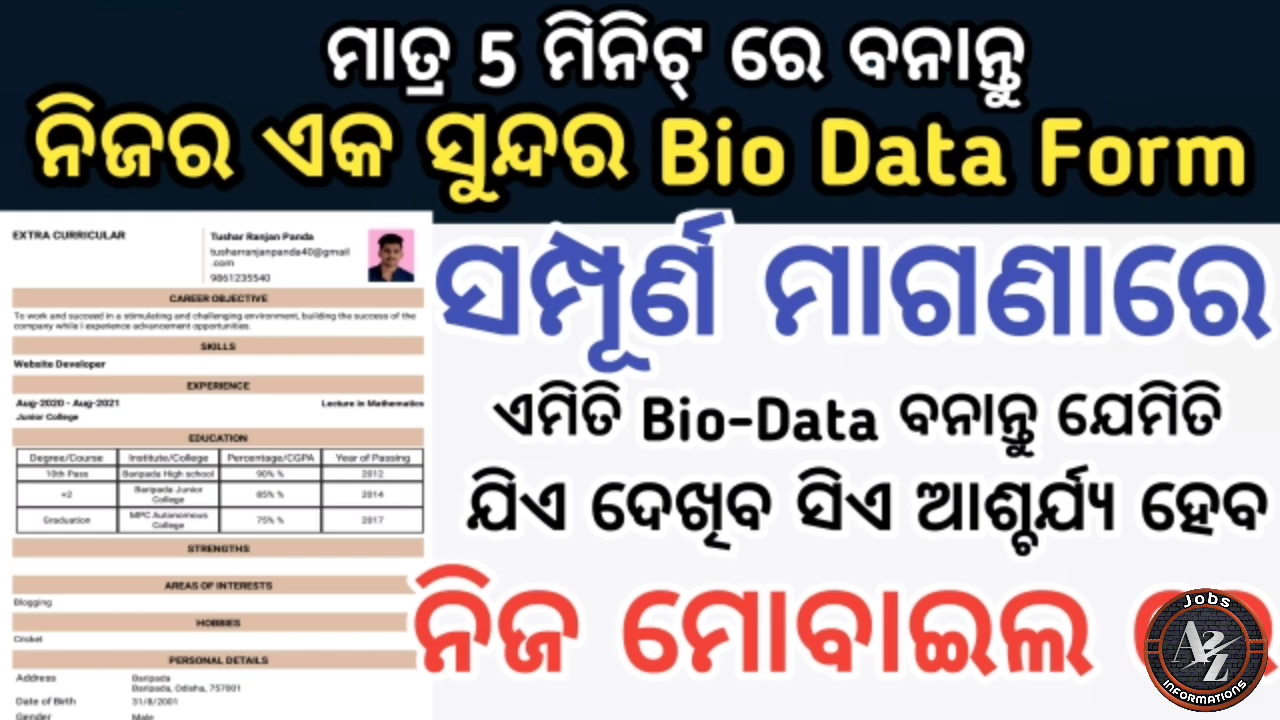 ମାତ୍ର 5 ମିନିଟ୍ ରେ ବନାନ୍ତୁ
ନିଜର ଏକ ସୁନ୍ଦର Bio Data Form
EXTRA CURRICULAR
Tushar Ranjan Panda
tusharranjanpanda40@gmail
.com
9861235540
CAREER OBJECTIVE
To work and succeed in a stimulating and challenging environment, building the success of the
company while I experience advancement opportunities.
SKILLS
Website Developer
EXPERIENCE
Aug-2020 - Aug-2021 Lecture in Mathematics
Junior College
EDUCATION
Degree/Course Institute/College Percentage/CGPA Year of Passing
10th Pass Baripada High school 90% % 2012
+2 Baripada Junior College 85% % 2014
Graduation MPC Autonomous College 75% % 2017
STRENGTHS
AREAS OF INTERESTS
Blogging
HOBBIES
Cricket
PERSONAL DETAILS
Address Baripada
Baripada, Odisha, 757001
Date of Birth 31/8/2001
Gender Male
ସମ୍ପୂର୍ଣ ମାଗଣାରେ
ଏମିତି Bio-Data ବନାନ୍ତୁ ଯେମିତି
ଯିଏ ଦେଖିବ ସିଏ ଆଶ୍ଚର୍ଯ୍ୟ ହେବ
ନିଜ ମୋବାଇଲ
Jobs
A2Z
INFORMATIONS